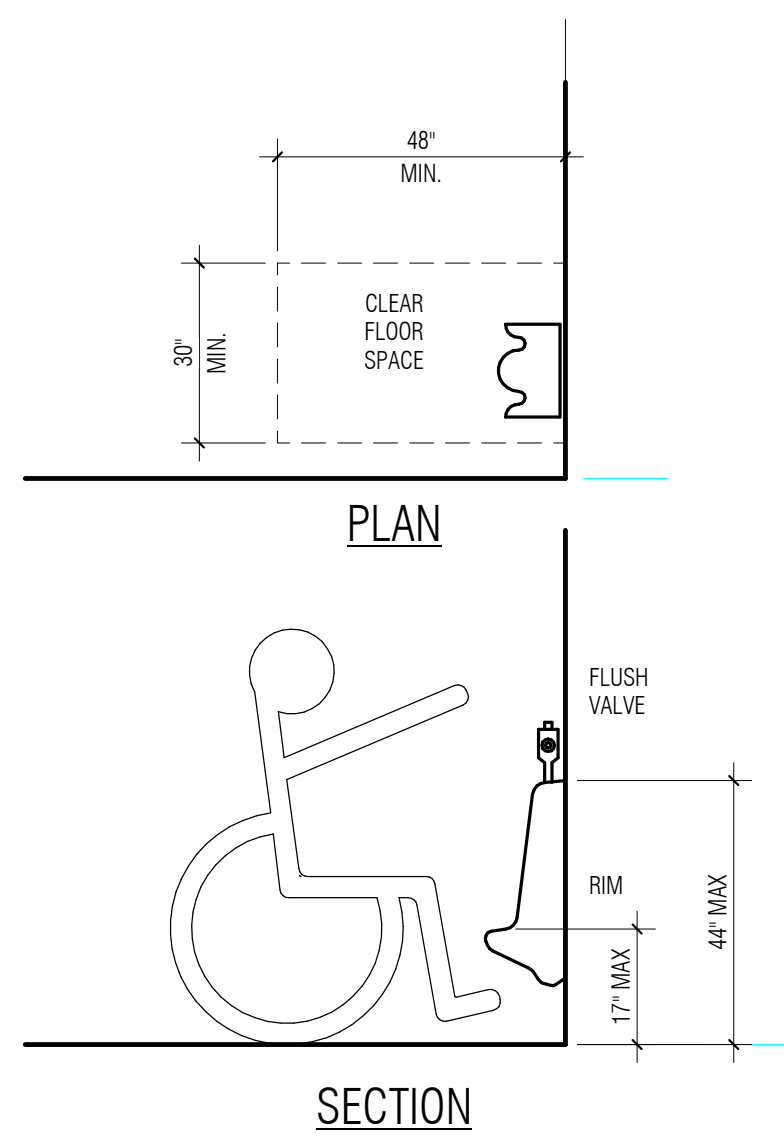 48"
MIN.
30"
MIN.
CLEAR
FLOOR
SPACE
PLAN
FLUSH
VALVE
RIM
44" MAX
17" MAX
SECTION